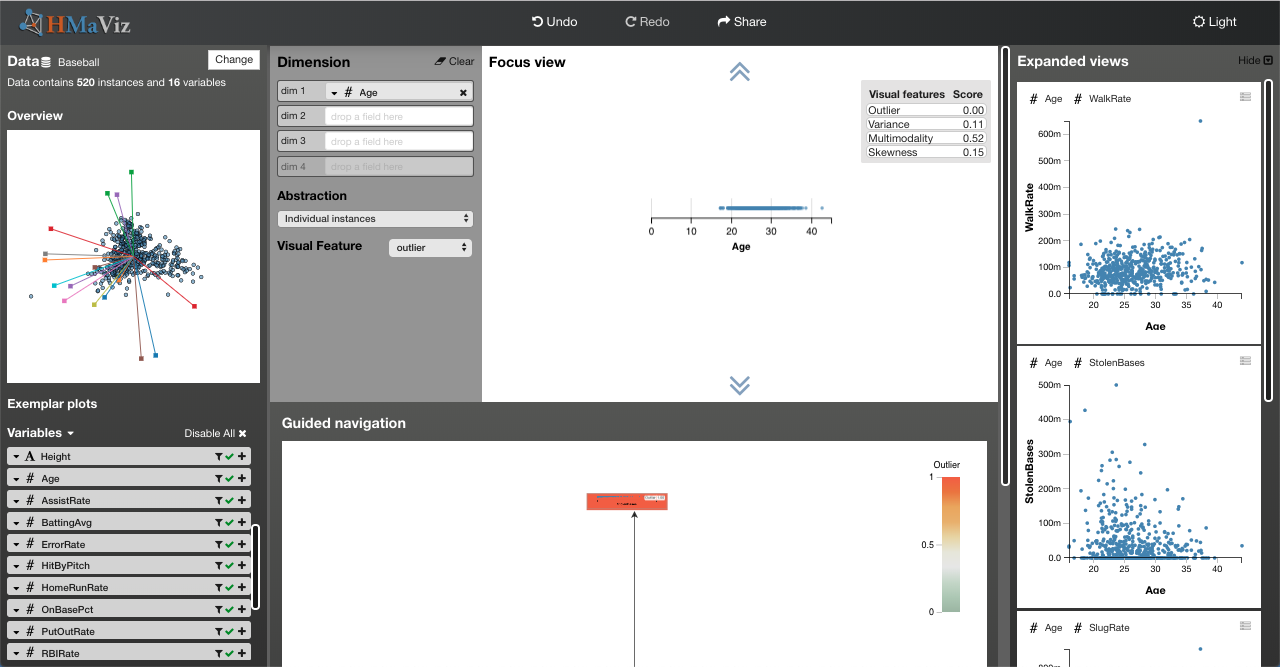 HMaViz
Undo
Redo
Share
Light
Data Baseball
Change
Data contains 520 instances and 16 variables
Overview
Exemplar plots
Variables
Disable All
A Height
# Age
# AssistRate
# BattingAvg
# ErrorRate
# HitByPitch
# HomeRunRate
# OnBasePct
# PutOutRate
# RBIRate
Dimension
Clear
dim 1 # Age
dim 2 drop a field here
dim 3 drop a field here
dim 4 drop a field here
Abstraction
Individual instances
Visual Feature outlier
Focus view
Visual features Score
Outlier 0.00
Variance 0.11
Multimodality 0.52
Skewness 0.15
0 10 20 30 40
Age
Guided navigation
Outlier
1
0.5
0
Expanded views
Hide
# Age # WalkRate
600m
500m
400m
300m
200m
100m
0.0
WalkRate
20 25 30 35 40
Age
# Age # StolenBases
500m
400m
300m
200m
100m
0.0
StolenBases
20 25 30 35 40
Age
# Age # SlugRate